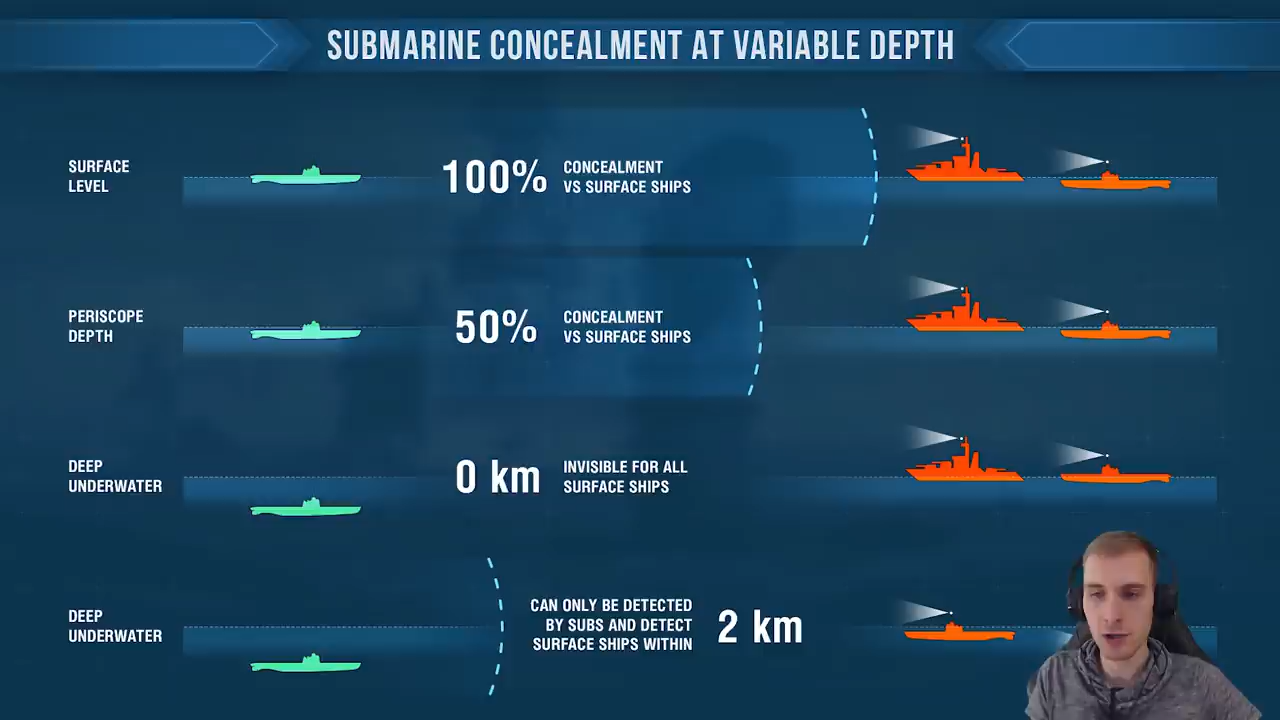 SUBMARINE CONCEALMENT AT VARIABLE DEPTH
SURFACE
LEVEL
100%
CONCEALMENT
VS SURFACE SHIPS
PERISCOPE
DEPTH
50%
CONCEALMENT
VS SURFACE SHIPS
DEEP
UNDERWATER
0 km
INVISIBLE FOR ALL
SURFACE SHIPS
DEEP
UNDERWATER
CAN ONLY BE DETECTED
BY SUBS AND DETECT
SURFACE SHIPS WITHIN
2 km